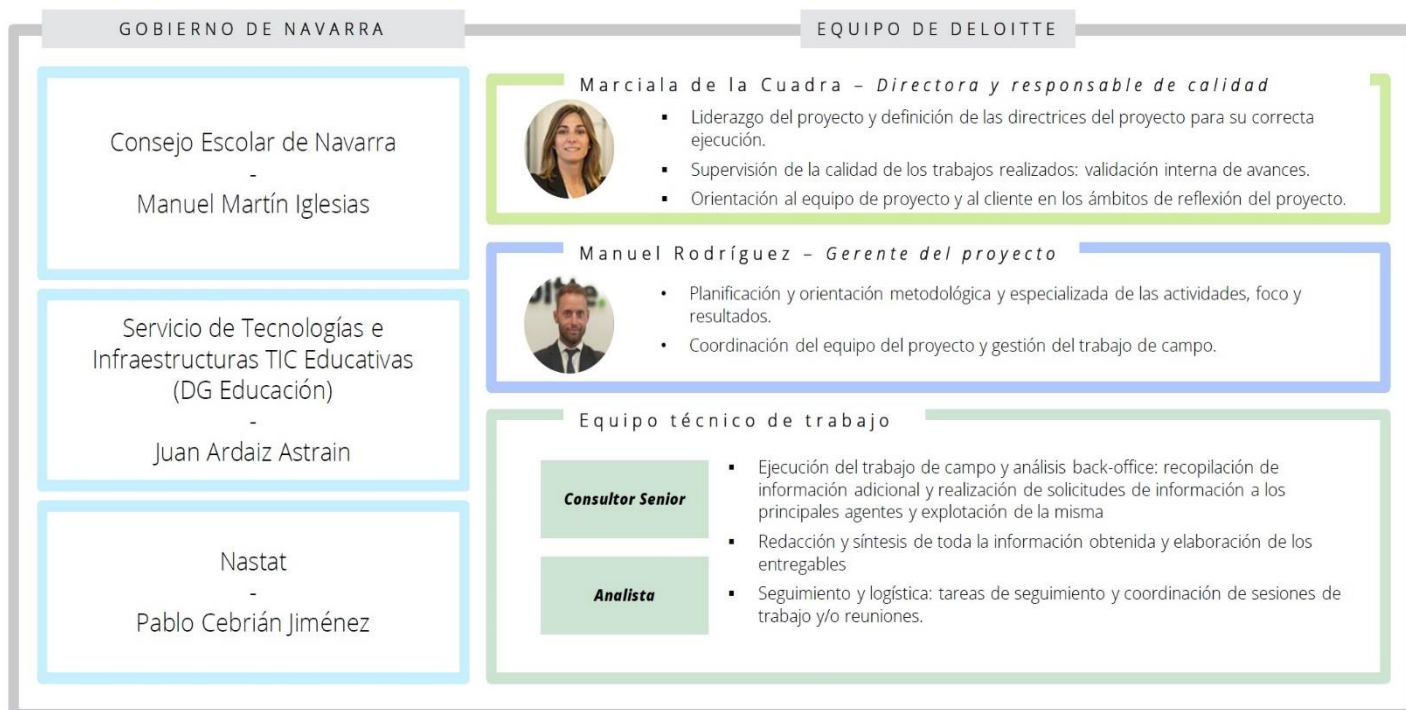 GOBIERNO DE NAVARRA
Consejo Escolar de Navarra
-
Manuel Martín Iglesias
Servicio de Tecnologías e
Infraestructuras TIC Educativas
(DG Educación)
-
Juan Ardaiz Astrain
Nastat
-
Pablo Cebrián Jiménez
EQUIPO DE DELOITTE
Marciala de la Cuadra – Directora y responsable de calidad
▪ Liderazgo del proyecto y definición de las directrices del proyecto para su correcta
ejecución.
▪ Supervisión de la calidad de los trabajos realizados: validación interna de avances.
▪ Orientación al equipo de proyecto y al cliente en los ámbitos de reflexión del proyecto.
Manuel Rodríguez – Gerente del proyecto
• Planificación y orientación metodológica y especializada de las actividades, foco y
resultados.
• Coordinación del equipo del proyecto y gestión del trabajo de campo.
Equipo técnico de trabajo
Consultor Senior
Analista
▪ Ejecución del trabajo de campo y análisis back-office: recopilación de
información adicional y realización de solicitudes de información a los
principales agentes y explotación de la misma
▪ Redacción y síntesis de toda la información obtenida y elaboración de los
entregables
▪ Seguimiento y logística: tareas de seguimiento y coordinación de sesiones de
trabajo y/o reuniones.